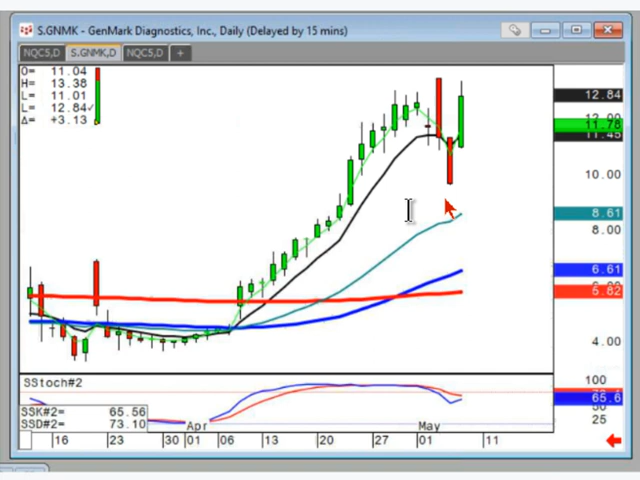 S.GNMK - GenMark Diagnostics, Inc., Daily (Delayed by 15 mins)
NQC5,D S.GNMK,D NQC5,D +
O= 11.04
H= 13.38
L= 11.01
L= 12.84✓
Δ= +3.13
12.84
11.78
11.45
10.00
8.61
8.00
6.61
5.82
4.00
SStoch#2
100
65.6
25
SSK#2= 65.56
SSD#2= 73.10
Apr May
16 23 30 01 06 13 20 27 01 11